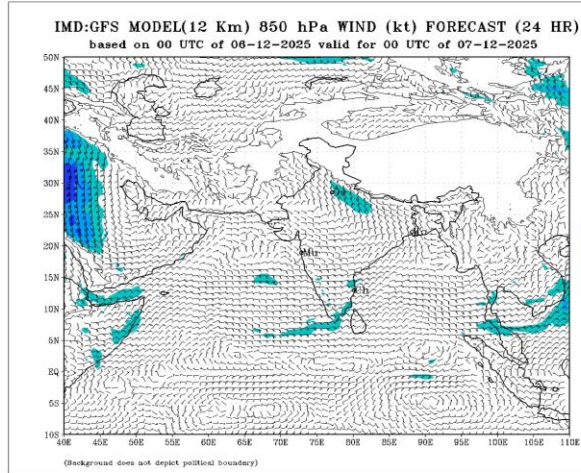 IMD:GFS MODEL(12 Km) 850 hPa WIND (kt) FORECAST (24 HR)
based on 00 UTC of 06-12-2025 valid for 00 UTC of 07-12-2025
50N
45N
40N
35N
30N
25N
20N
15N
10N
5N
EQ
5S
10S
Mu
Ch
40E 45E 50E 55E 60E 65E 70E 75E 80E 85E 90E 95E 100E 105E 110E
(Background does not depict political boundary)